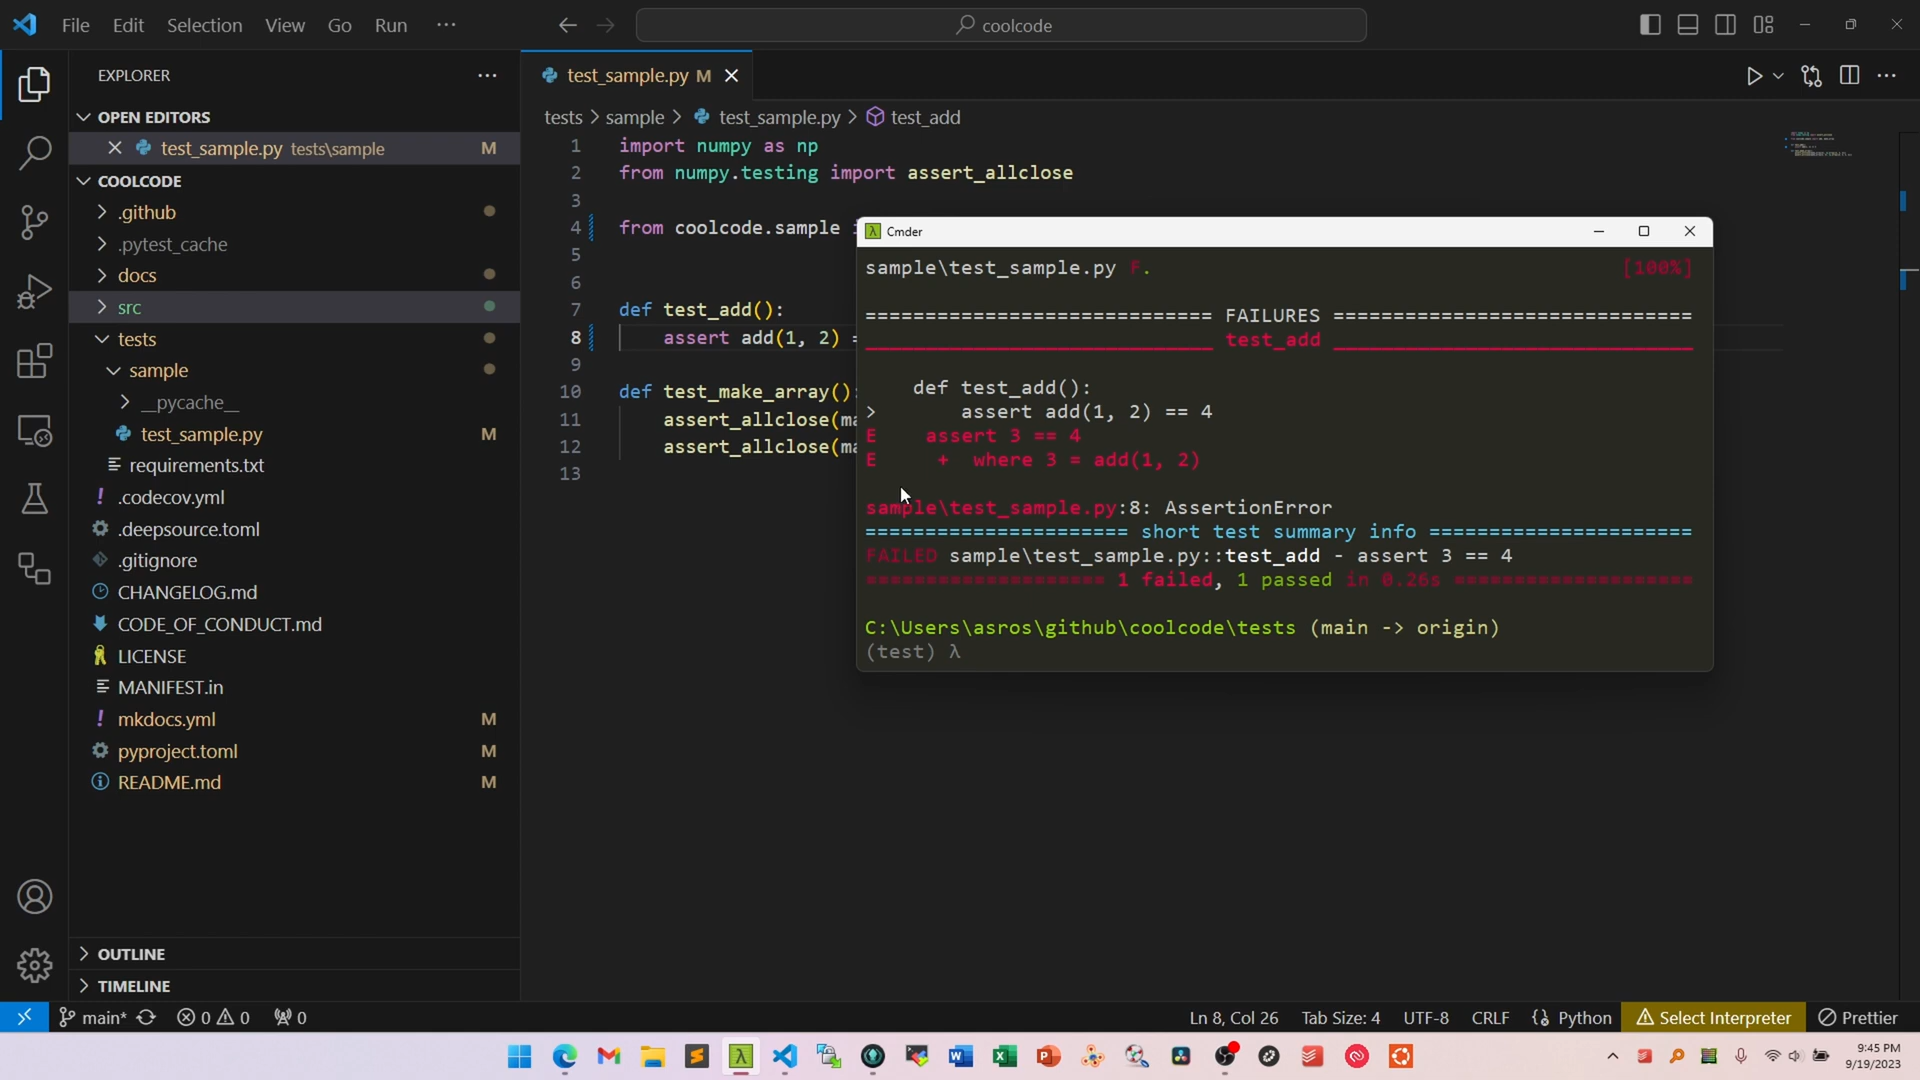 File Edit Selection View Go Run ···
coolcode
EXPLORER
OPEN EDITORS
test_sample.py tests\sample M
COOLCODE
.github
.pytest_cache
docs
src
tests
sample
__pycache__
test_sample.py M
requirements.txt
.codecov.yml
.deepsource.toml
.gitignore
CHANGELOG.md
CODE_OF_CONDUCT.md
LICENSE
MANIFEST.in
mkdocs.yml M
pyproject.toml M
README.md M
OUTLINE
TIMELINE
test_sample.py M
tests > sample > test_sample.py > test_add
1 import numpy as np
2 from numpy.testing import assert_allclose
3
4 from coolcode.sample
5
6
7 def test_add():
8 assert add(1, 2) =
9
10 def test_make_array():
11 assert_allclose(ma
12 assert_allclose(ma
13
Cmder
sample\test_sample.py F. [100%]
============================= FAILURES ==============================
______________________________ test_add ______________________________
def test_add():
> assert add(1, 2) == 4
E assert 3 == 4
E + where 3 = add(1, 2)
sample\test_sample.py:8: AssertionError
====================== short test summary info ======================
FAILED sample\test_sample.py::test_add - assert 3 == 4
==================== 1 failed, 1 passed in 0.26s ====================
C:\Users\asros\github\coolcode\tests (main -> origin)
(test) λ
main* 0 0 0
Ln 8, Col 26 Tab Size: 4 UTF-8 CRLF Python Select Interpreter Prettier
9:45 PM
9/19/2023